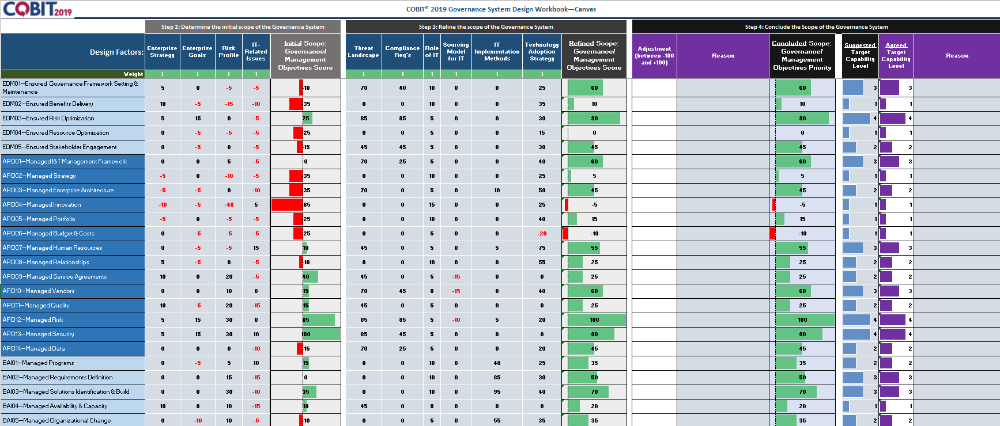 COBIT 2019
COBIT® 2019 Governance System Design Workbook—Canvas
Step 2: Determine the initial scope of the Governance System
Step 3: Refine the scope of the Governance System
Step 4: Conclude the Scope of the Governance System
Design Factors: Enterprise Strategy Enterprise Goals Risk Profile IT-Related Issues Initial Scope: Governance/ Management Objectives Score Threat Landscape Compliance Req's Role of IT Sourcing Model for IT IT Implementation Methods Technology Adoption Strategy Refined Scope: Governance/ Management Objectives Score Adjustment (between -100 and +100) Reason Concluded Scope: Governance/ Management Objectives Priority Suggested Target Capability Level Agreed Target Capability Level Reason
Weight 1 1 1 1 1 1 1 1 1 1
EDM01—Ensured Governance Framework Setting & Maintenance 5 0 -5 -5 -10 70 40 10 0 0 25 60 60 3 3
EDM02—Ensured Benefits Delivery 10 -5 -15 -10 -35 0 0 10 0 0 35 10 10 1 1
EDM03—Ensured Risk Optimization 5 15 0 -5 25 85 85 5 0 0 30 90 90 4 4
EDM04—Ensured Resource Optimization 0 -5 -5 -5 -25 0 0 5 0 0 15 0 0 1 1
EDM05—Ensured Stakeholder Engagement 0 -5 0 -5 -15 45 45 5 0 0 30 45 45 2 2
APO01—Managed I&T Management Framework 0 0 5 -5 0 70 25 5 0 0 40 60 60 3 3
APO02—Managed Strategy -5 0 -10 -5 -35 0 0 10 0 0 25 5 5 1 1
APO03—Managed Enterprise Architecture -5 -5 0 -10 -35 70 0 5 0 10 50 45 45 2 2
APO04—Managed Innovation -10 -5 -40 5 -85 0 0 15 0 0 25 -5 -5 1 1
APO05—Managed Portfolio -5 0 -5 -5 -25 0 0 10 0 0 40 15 15 1 1
APO06—Managed Budget & Costs 0 -5 -5 -5 -25 0 0 5 0 0 -20 -10 -10 1 1
APO07—Managed Human Resources 0 -5 -5 15 10 45 0 5 0 5 75 55 55 3 3
APO08—Managed Relationships 5 -5 0 -5 -10 0 0 10 0 0 55 25 25 2 2
APO09—Managed Service Agreements 10 0 20 -5 40 45 0 5 -15 0 0 25 25 2 2
APO10—Managed Vendors 0 0 10 0 15 70 45 0 -15 0 40 60 60 3 3
APO11—Managed Quality 10 -5 20 -15 15 45 0 5 0 0 0 25 25 2 2
APO12—Managed Risk 5 15 30 0 85 85 85 5 -10 5 20 100 100 4 4
APO13—Managed Security 5 15 30 10 100 85 45 5 0 0 0 80 80 4 4
APO14—Managed Data 0 0 0 -10 -15 70 25 5 0 0 20 45 45 2 2
BAI01—Managed Programs 0 -5 5 10 15 0 0 10 0 40 25 35 35 2 2
BAI02—Managed Requirements Definition 0 0 15 -15 0 0 0 10 0 85 30 50 50 3 3
BAI03—Managed Solutions Identification & Build 0 0 30 -10 35 0 0 10 0 95 40 70 70 3 3
BAI04—Managed Availability & Capacity 10 0 10 -15 10 45 0 0 0 0 0 20 20 1 1
BAI05—Managed Organizational Change 0 -10 10 -5 -10 0 0 5 0 55 35 35 35 2 2